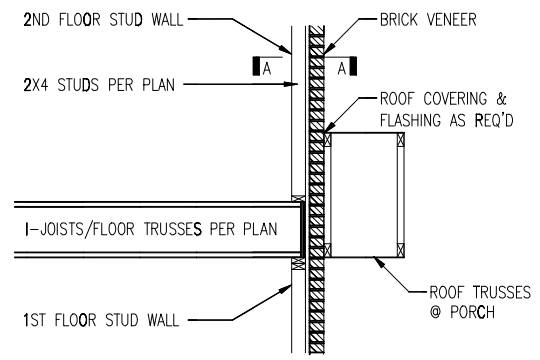 2ND FLOOR STUD WALL
BRICK VENEER
A
A
2X4 STUDS PER PLAN
ROOF COVERING &
FLASHING AS REQ'D
I-JOISTS/FLOOR TRUSSES PER PLAN
ROOF TRUSSES
@ PORCH
1ST FLOOR STUD WALL